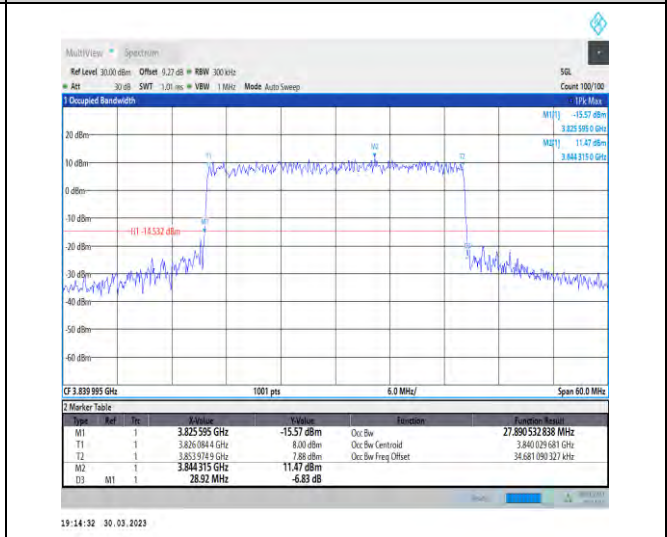 MultiView Spectrum
Ref Level 30.00 dBm Offset 9.27 dB RBW 300 kHz SGL
Att 30 dB SWT 1.01 ms VBW 1 MHz Mode Auto Sweep Count 100/100
1 Occupied Bandwidth 1Pk Max
M1[1] -15.57 dBm
3.825 595 0 GHz
M2[1] 11.47 dBm
3.844 315 0 GHz
20 dBm
T1 M2 T2
10 dBm
0 dBm
-10 dBm
M1
H1 -14.532 dBm
-20 dBm
-30 dBm
-40 dBm
-50 dBm
-60 dBm
CF 3.839 995 GHz 1001 pts 6.0 MHz/ Span 60.0 MHz
2 Marker Table
Type Ref Trc X-Value Y-Value Function Function Result
M1 1 3.825 595 GHz -15.57 dBm Occ Bw 27.890 532 838 MHz
T1 1 3.826 084 4 GHz 8.00 dBm Occ Bw Centroid 3.840 029 681 GHz
T2 1 3.853 974 9 GHz 7.88 dBm Occ Bw Freq Offset 34.681 090 327 kHz
M2 1 3.844 315 GHz 11.47 dBm
D3 M1 1 28.92 MHz -6.83 dB
19:14:32 30.03.2023